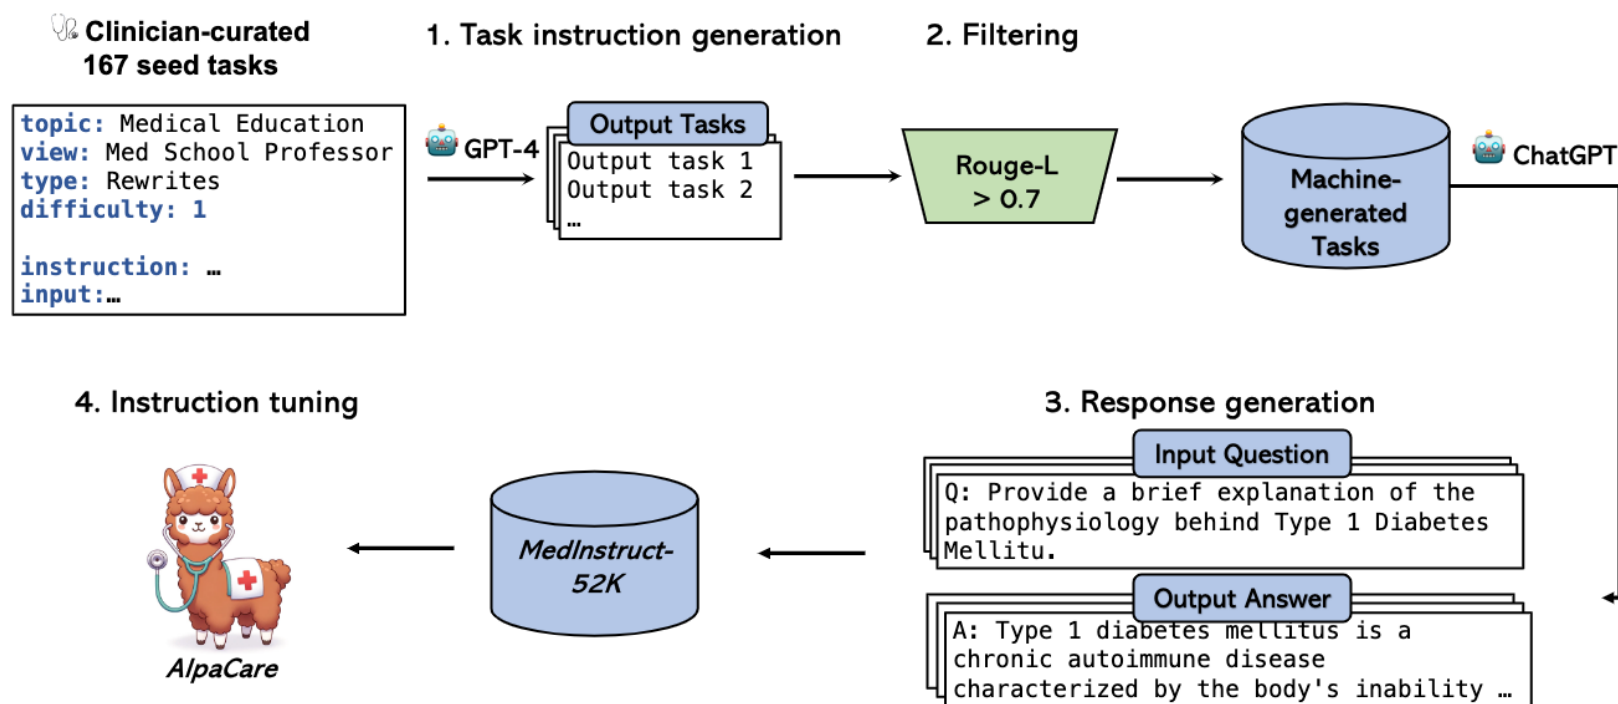 Clinician-curated
167 seed tasks
topic: Medical Education
view: Med School Professor
type: Rewrites
difficulty: 1
instruction: …
input:…
1. Task instruction generation
GPT-4
Output Tasks
Output task 1
Output task 2
…
2. Filtering
Rouge-L
> 0.7
Machine-
generated
Tasks
ChatGPT
3. Response generation
Input Question
Q: Provide a brief explanation of the
pathophysiology behind Type 1 Diabetes
Mellitu.
Output Answer
A: Type 1 diabetes mellitus is a
chronic autoimmune disease
characterized by the body's inability …
MedInstruct-
52K
4. Instruction tuning
AlpaCare